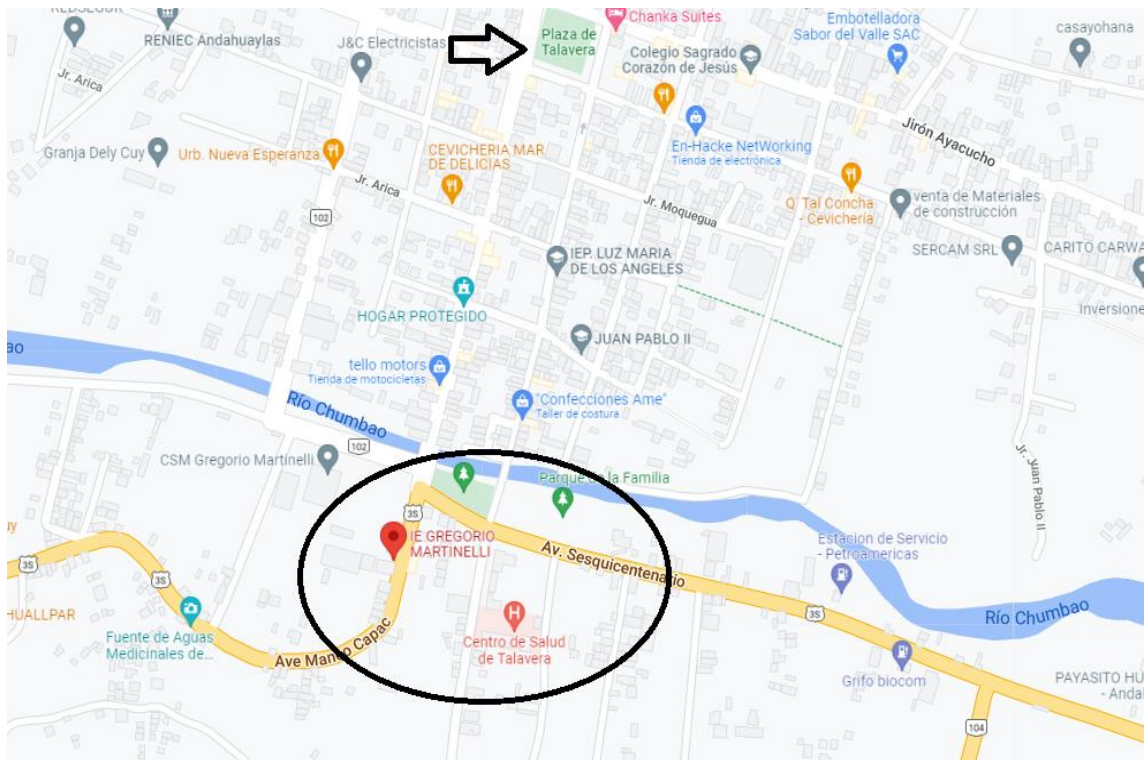 REDSEGUR
RENIEC Andahuaylas
J&C Electricistas
Plaza de
Talavera
Chanka Suites
Colegio Sagrado
Corazón de Jesús
Embotelladora
Sabor del Valle SAC
casayohana
Jr. Arica
Granja Dely Cuy
Urb. Nueva Esperanza
CEVICHERIA MAR
DE DELICIAS
En-Hacke NetWorking
Tienda de electrónica
Jirón Ayacucho
Jr. Arica
102
Jr. Moquegua
Q' Tal Concha
- Cevicheria
venta de Materiales
de construcción
SERCAM SRL
CARITO CARWA
IEP. LUZ MARIA
DE LOS ANGELES
HOGAR PROTEGIDO
Inversione
JUAN PABLO II
ao
tello motors
Tienda de motocicletas
Río Chumbao
"Confecciones Ame"
Taller de costura
102
CSM Gregorio Martinelli
Parque de la Familia
Jr. Juan Pablo II
3S
uy
IE GREGORIO
MARTINELLI
Av. Sesquicentenario
Estacion de Servicio
- Petroamericas
3S
3S
HUALLPAR
Fuente de Aguas
Medicinales de...
Ave Manco Capac
H
Centro de Salud
de Talavera
3S
Río Chumbao
Grifo biocom
PAYASITO HU
- Andal
104